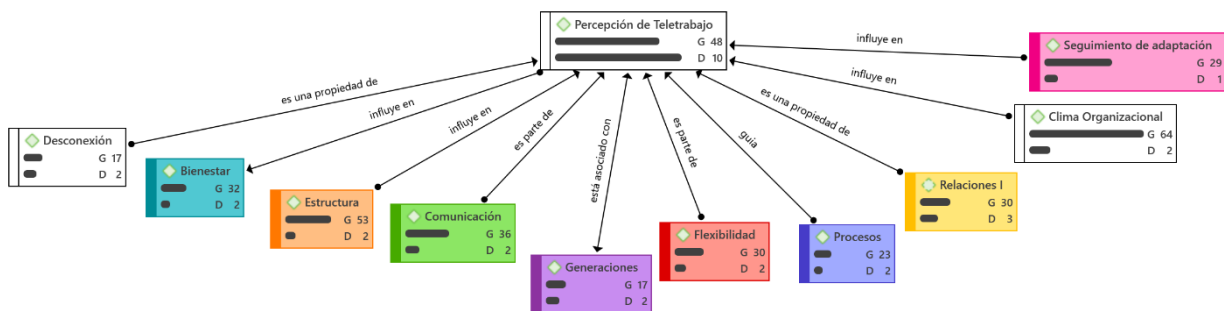 Percepción de Teletrabajo
G 48
D 10
influye en
Seguimiento de adaptación
G 29
D 1
influye en
Clima Organizacional
G 64
D 2
es una propiedad de
influye en
influye en
es parte de
está asociado con
es parte de
guia
es una propiedad de
Desconexión
G 17
D 2
Bienestar
G 32
D 2
Estructura
G 53
D 2
Comunicación
G 36
D 2
Generaciones
G 17
D 2
Flexibilidad
G 30
D 2
Procesos
G 23
D 2
Relaciones I
G 30
D 3